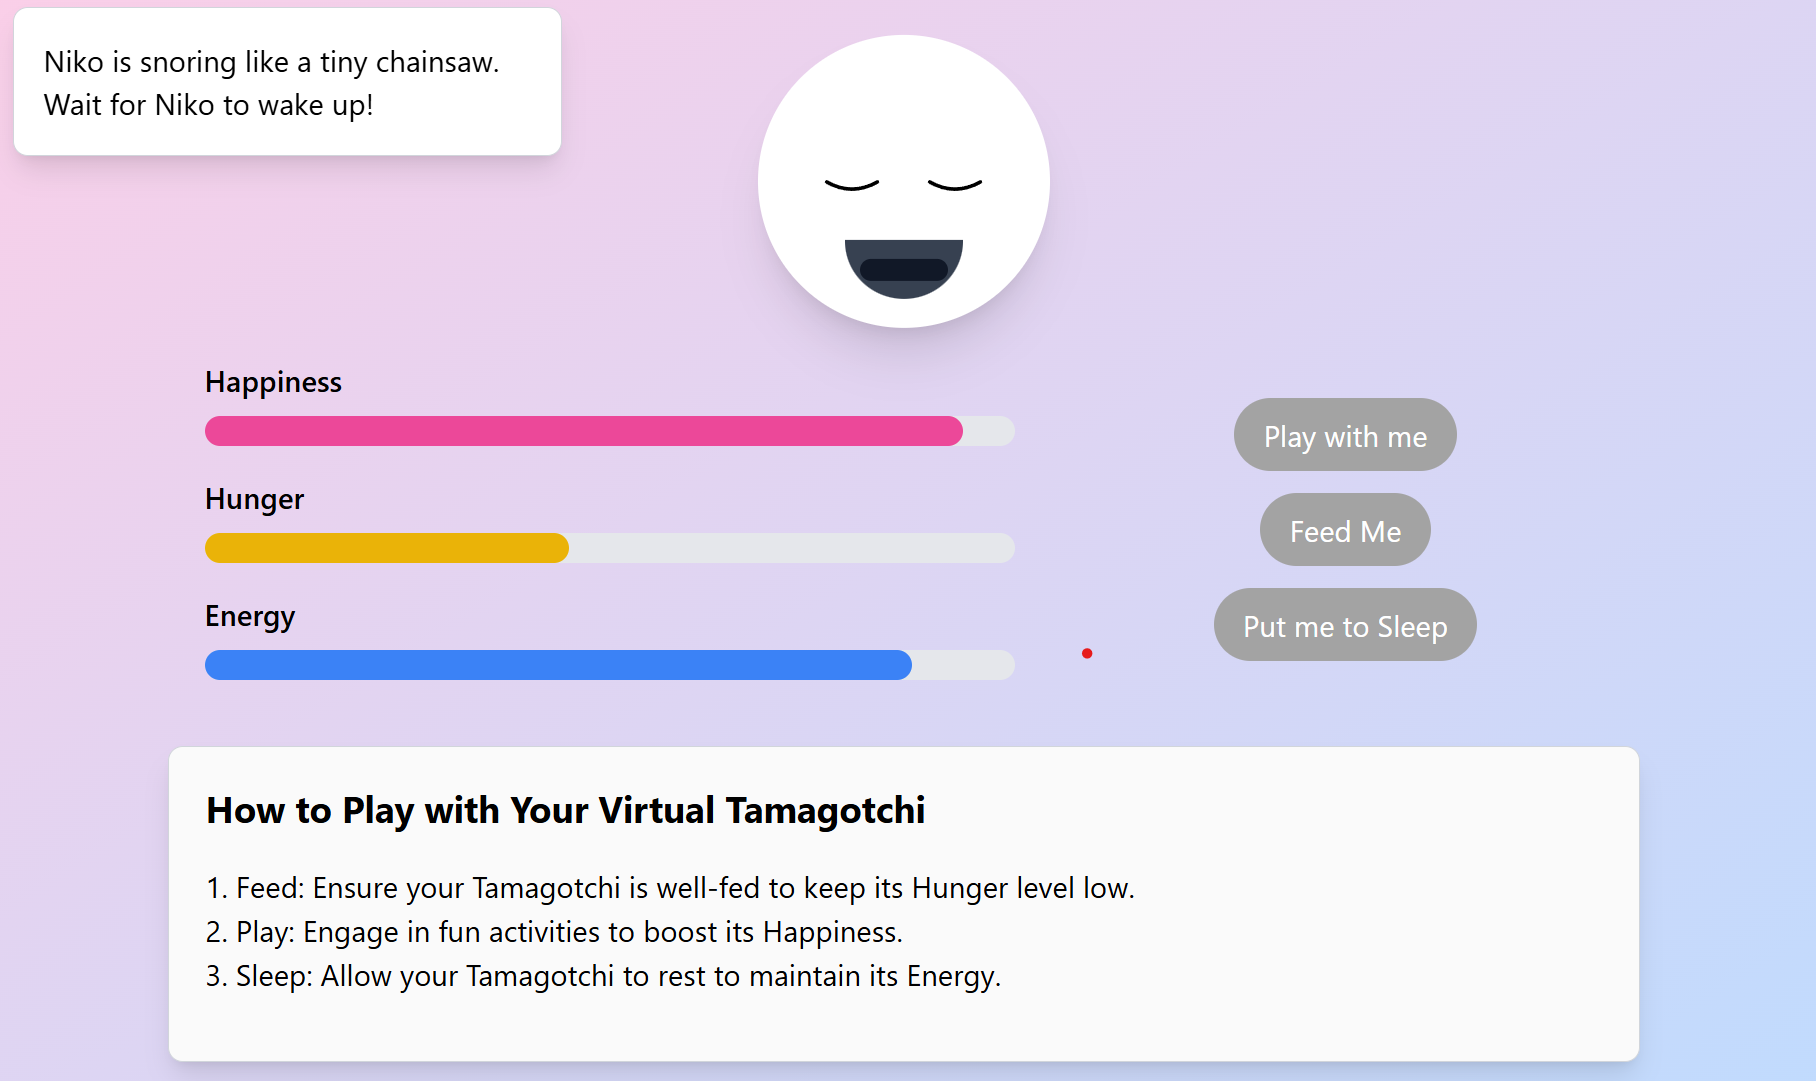 Niko is snoring like a tiny chainsaw.
Wait for Niko to wake up!
Happiness
Hunger
Energy
Play with me
Feed Me
Put me to Sleep
How to Play with Your Virtual Tamagotchi
1. Feed: Ensure your Tamagotchi is well-fed to keep its Hunger level low.
2. Play: Engage in fun activities to boost its Happiness.
3. Sleep: Allow your Tamagotchi to rest to maintain its Energy.